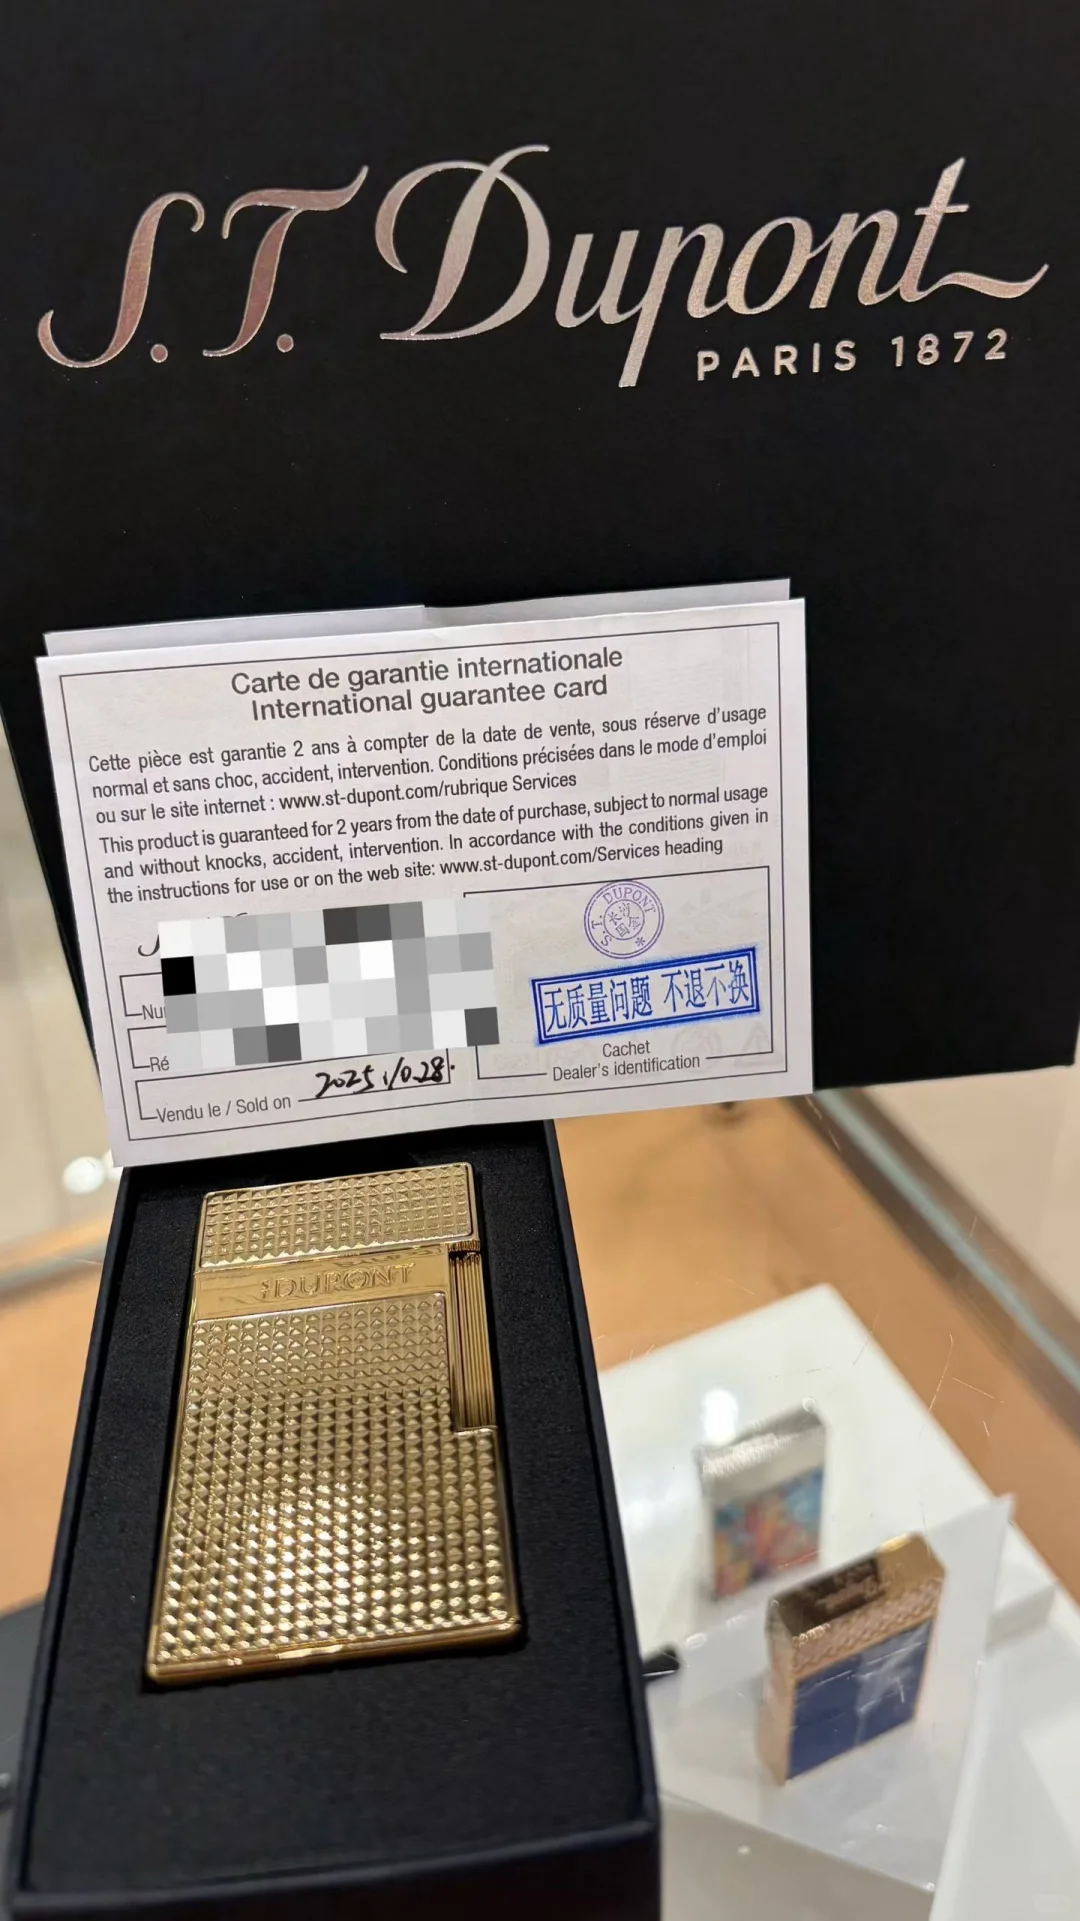 S.T. Dupont
PARIS 1872
Carte de garantie internationale
International guarantee card
Cette pièce est garantie 2 ans à compter de la date de vente, sous réserve d'usage
normal et sans choc, accident, intervention. Conditions précisées dans le mode d'emploi
ou sur le site internet : www.st-dupont.com/rubrique Services
This product is guaranteed for 2 years from the date of purchase, subject to normal usage
and without knocks, accident, intervention. In accordance with the conditions given in
the instructions for use or on the web site: www.st-dupont.com/Services heading
S.T. DUPONT
无质量问题 不退不换
Cachet
Dealer's identification
Vendu le / Sold on 2025.10.28.
DUPONT